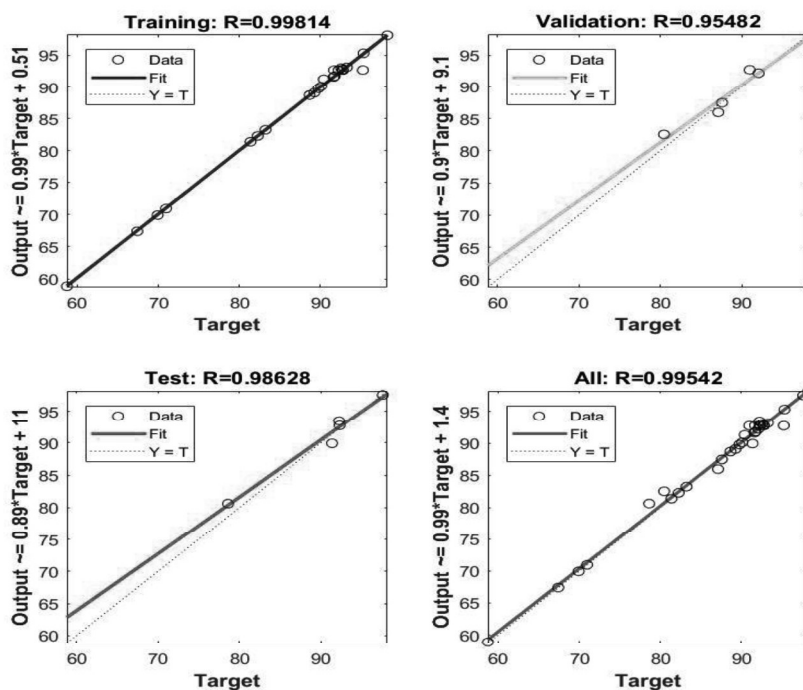 Training: R=0.99814
Output ~= 0.99*Target + 0.51
95
90
85
80
75
70
65
60
Data
Fit
Y = T
60
70
80
90
Target
Validation: R=0.95482
Output ~= 0.9*Target + 9.1
95
90
85
80
75
70
65
60
Data
Fit
Y = T
60
70
80
90
Target
Test: R=0.98628
Output ~= 0.89*Target + 11
95
90
85
80
75
70
65
60
Data
Fit
Y = T
60
70
80
90
Target
All: R=0.99542
Output ~= 0.99*Target + 1.4
95
90
85
80
75
70
65
60
Data
Fit
Y = T
60
70
80
90
Target